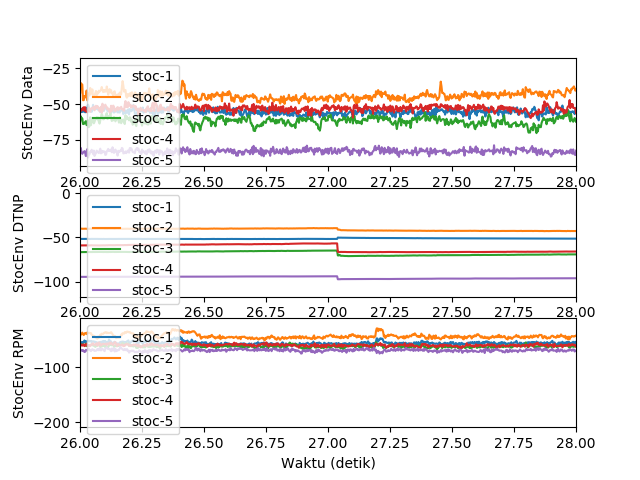 StocEnv Data
−25
−50
−75
stoc-1
stoc-2
stoc-3
stoc-4
stoc-5
26.00 26.25 26.50 26.75 27.00 27.25 27.50 27.75 28.00
StocEnv DTNP
0
−50
−100
stoc-1
stoc-2
stoc-3
stoc-4
stoc-5
26.00 26.25 26.50 26.75 27.00 27.25 27.50 27.75 28.00
StocEnv RPM
−100
−200
stoc-1
stoc-2
stoc-3
stoc-4
stoc-5
26.00 26.25 26.50 26.75 27.00 27.25 27.50 27.75 28.00
Waktu (detik)